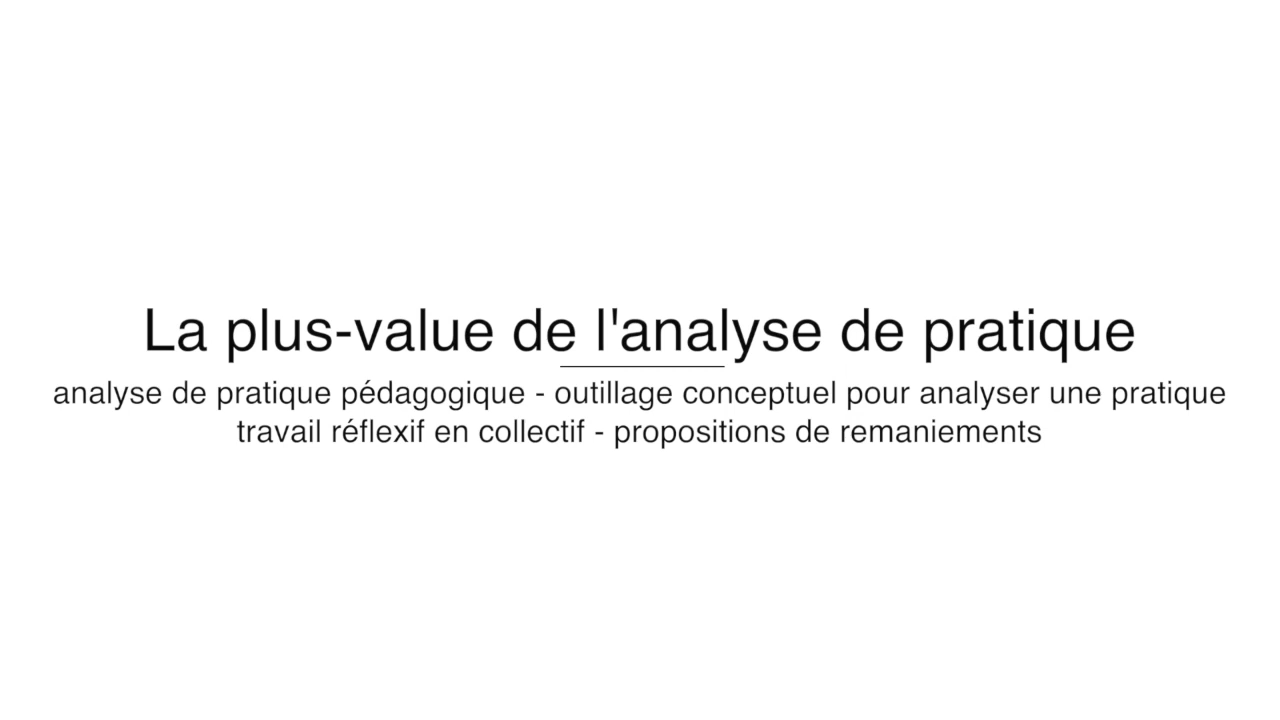 La plus-value de l'analyse de pratique
analyse de pratique pédagogique - outillage conceptuel pour analyser une pratique
travail réflexif en collectif - propositions de remaniements